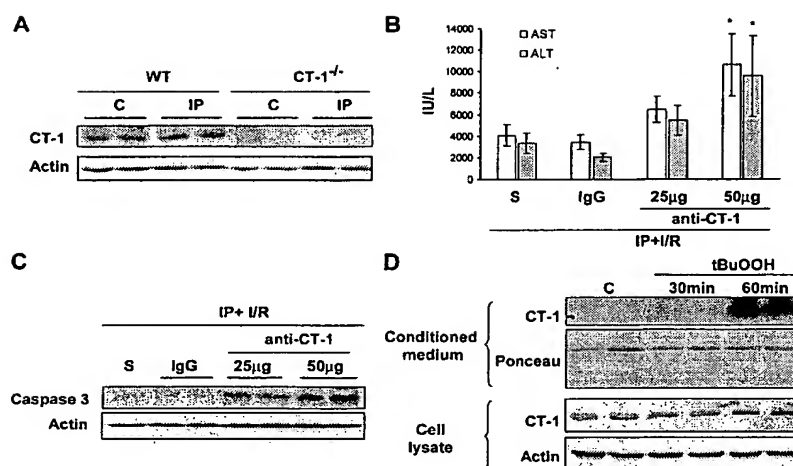 A
WT
CT-1-/-
C
IP
C
IP
CT-1
Actin
B
14000
12000
10000
8000
6000
4000
2000
0
IU/L
AST
ALT
*
*
S
IgG
25µg
50µg
anti-CT-1
IP+I/R
C
IP+ I/R
anti-CT-1
S
IgG
25µg
50µg
Caspase 3
Actin
D
tBuOOH
C
30min
60min
Conditioned
medium
CT-1
Ponceau
Cell
lysate
CT-1
Actin